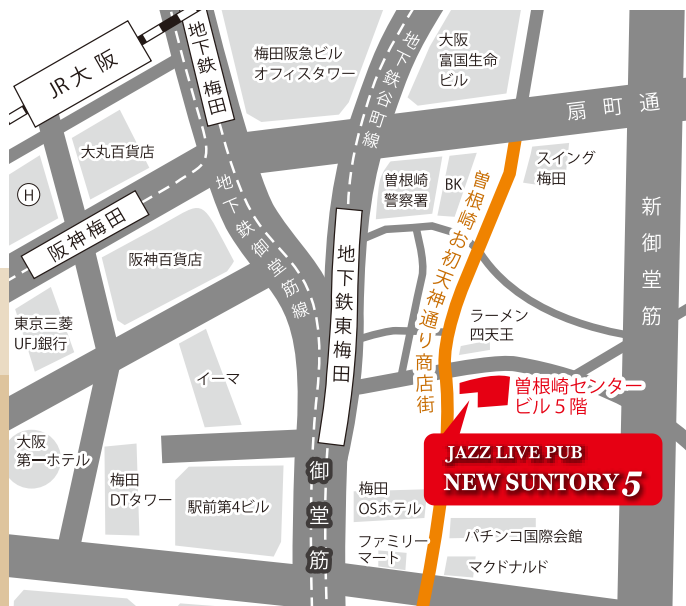 JR大阪
地下鉄梅田
梅田阪急ビル
オフィスタワー
地下鉄谷町線
大阪
富国生命
ビル
扇町通
大丸百貨店
スイング
梅田
H
曽根崎
警察署
BK
曽根崎お初天神通り商店街
新御堂筋
阪神梅田
地下鉄御堂筋線
阪神百貨店
地下鉄東梅田
東京三菱
UFJ銀行
ラーメン
四天王
イーマ
曽根崎センター
ビル5階
大阪
第一ホテル
JAZZ LIVE PUB
NEW SUNTORY 5
梅田
DTタワー
駅前第4ビル
御堂筋
梅田
OSホテル
ファミリー
マート
パチンコ国際会館
マクドナルド